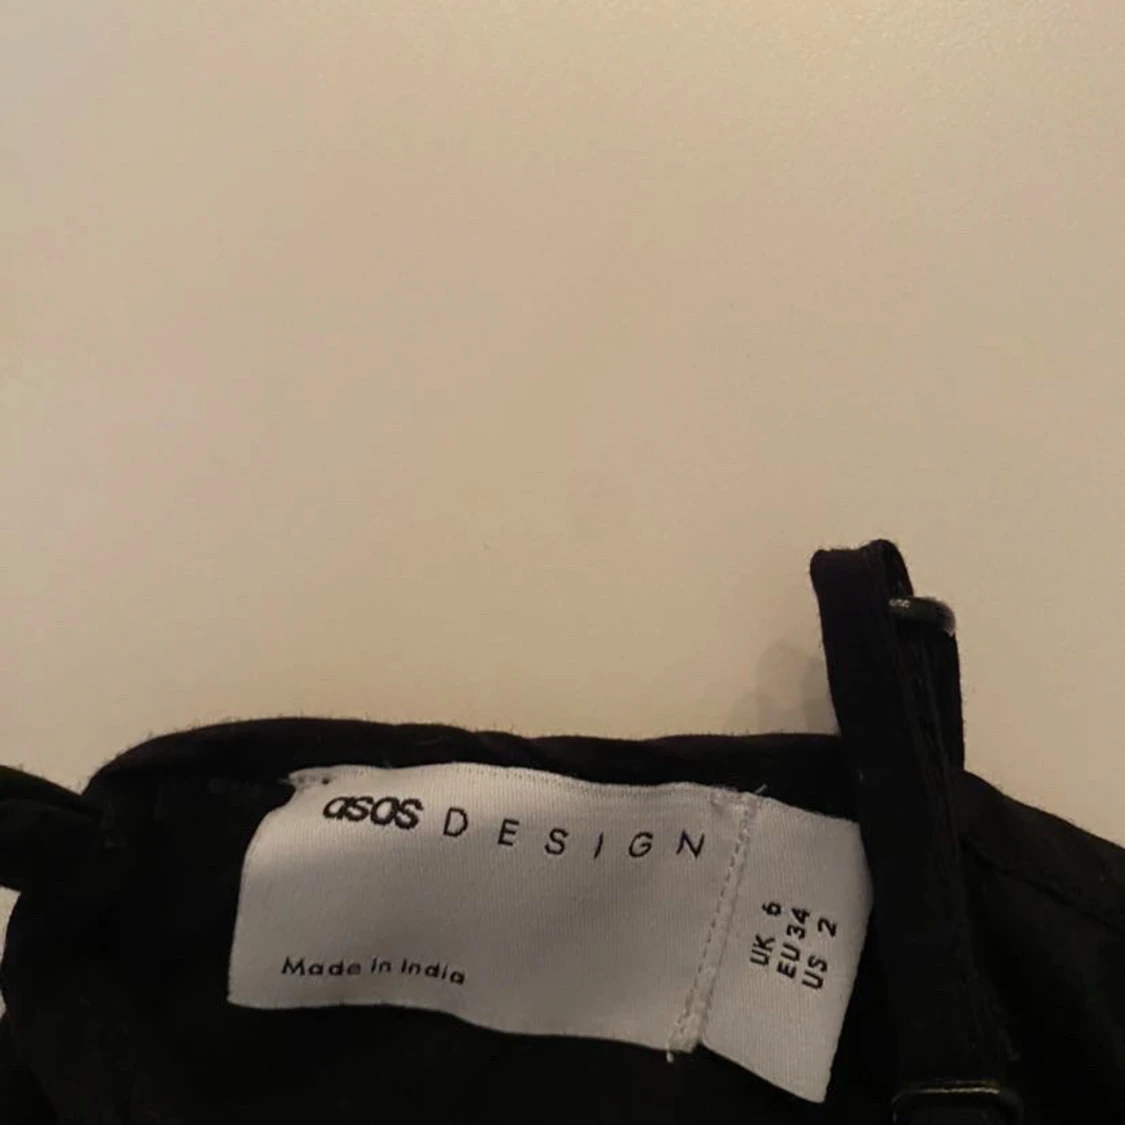 asos DESIGN
Made in India
UK 6
EU 34
US 2